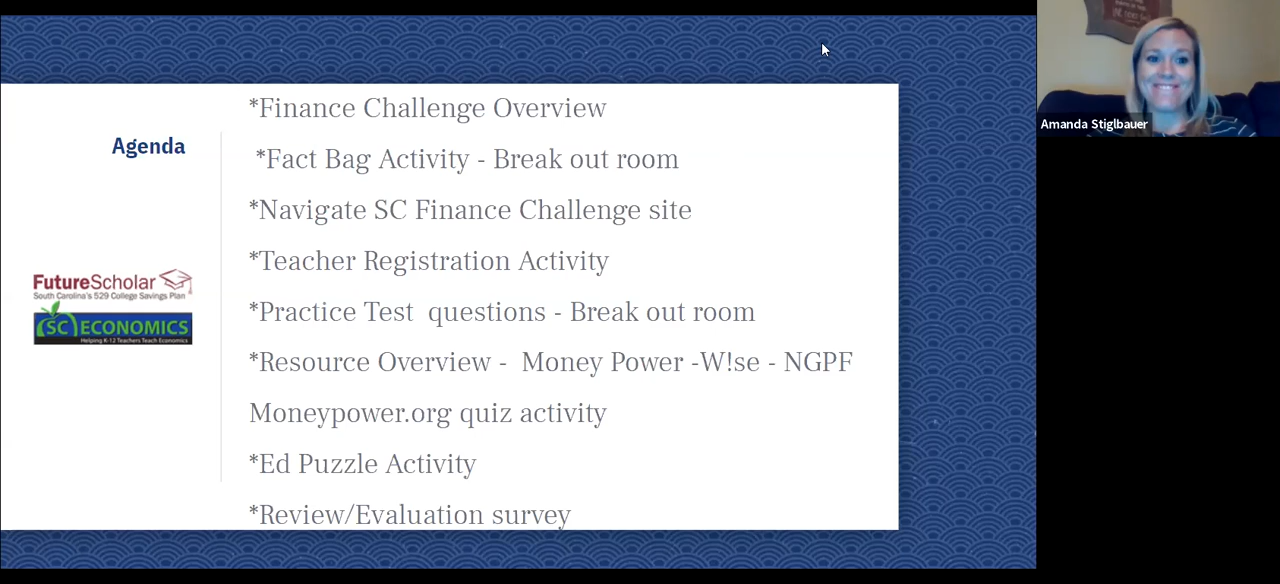 *Finance Challenge Overview
Agenda
*Fact Bag Activity - Break out room
*Navigate SC Finance Challenge site
*Teacher Registration Activity
FutureScholar
South Carolina's 529 College Savings Plan
SC ECONOMICS
Helping K-12 Teachers Teach Economics
*Practice Test questions - Break out room
*Resource Overview - Money Power -W!se - NGPF
Moneypower.org quiz activity
*Ed Puzzle Activity
*Review/Evaluation survey
Amanda Stiglbauer